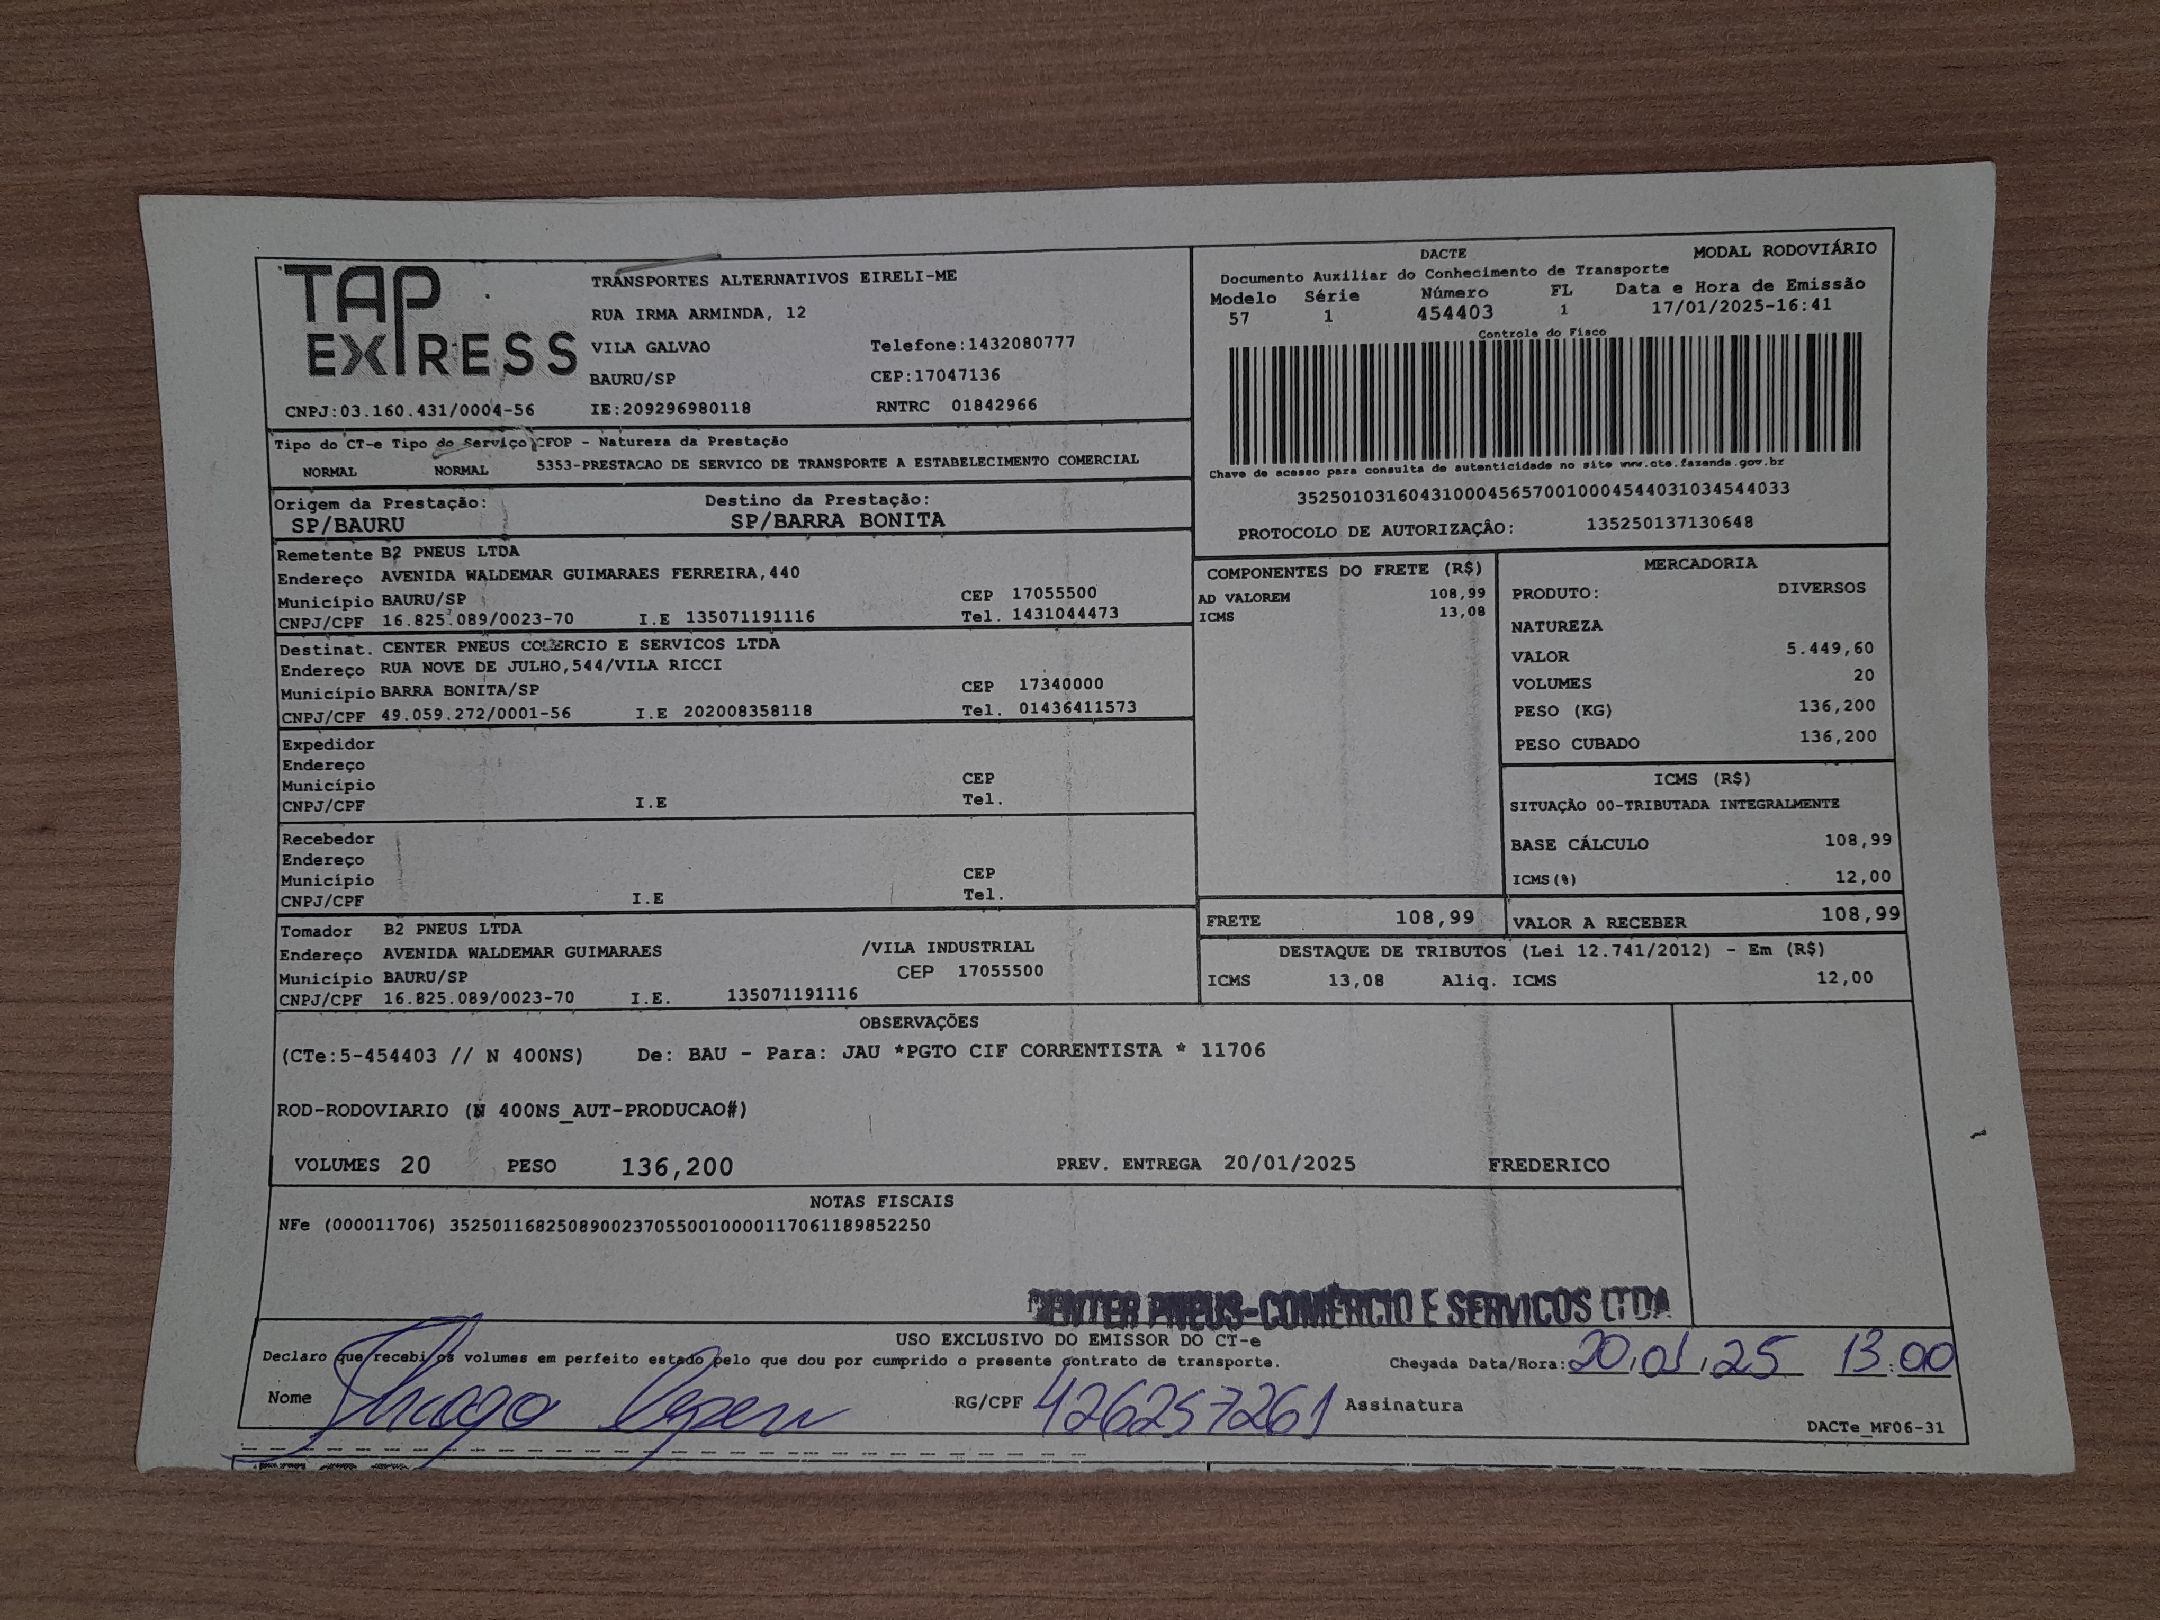 TAP EXPRESS
TRANSPORTES ALTERNATIVOS EIRELI-ME
RUA IRMA ARMINDA, 12
VILA GALVAO Telefone:1432080777
BAURU/SP CEP:17047136
CNPJ:03.160.431/0004-56 IE:209296980118 RNTRC 01842966
DACTE MODAL RODOVIÁRIO
Documento Auxiliar do Conhecimento de Transporte
Modelo Série Número FL Data e Hora de Emissão
57 1 454403 1 17/01/2025-16:41
Controle do Fisco
Chave de acesso para consulta de autenticidade no site www.cte.fazenda.gov.br
35250103160431000456570010004544031034544033
PROTOCOLO DE AUTORIZAÇÂO: 135250137130648
Tipo do CT-e Tipo do Serviço CFOP - Natureza da Prestação
NORMAL NORMAL 5353-PRESTACAO DE SERVICO DE TRANSPORTE A ESTABELECIMENTO COMERCIAL
Origem da Prestação: Destino da Prestação:
SP/BAURU SP/BARRA BONITA
Remetente B2 PNEUS LTDA
Endereço AVENIDA WALDEMAR GUIMARAES FERREIRA,440
Município BAURU/SP CEP 17055500
CNPJ/CPF 16.825.089/0023-70 I.E 135071191116 Tel. 1431044473
Destinat. CENTER PNEUS COMERCIO E SERVICOS LTDA
Endereço RUA NOVE DE JULHO,544/VILA RICCI
Município BARRA BONITA/SP CEP 17340000
CNPJ/CPF 49.059.272/0001-56 I.E 202008358118 Tel. 01436411573
Expedidor
Endereço
Município CEP
CNPJ/CPF I.E Tel.
Recebedor
Endereço
Município CEP
CNPJ/CPF I.E Tel.
Tomador B2 PNEUS LTDA
Endereço AVENIDA WALDEMAR GUIMARAES /VILA INDUSTRIAL
Município BAURU/SP CEP 17055500
CNPJ/CPF 16.825.089/0023-70 I.E. 135071191116
COMPONENTES DO FRETE (R$)
AD VALOREM 108,99
ICMS 13,08
FRETE 108,99
MERCADORIA
PRODUTO: DIVERSOS
NATUREZA
VALOR 5.449,60
VOLUMES 20
PESO (KG) 136,200
PESO CUBADO 136,200
ICMS (R$)
SITUAÇÃO 00-TRIBUTADA INTEGRALMENTE
BASE CÁLCULO 108,99
ICMS(%) 12,00
VALOR A RECEBER 108,99
DESTAQUE DE TRIBUTOS (Lei 12.741/2012) - Em (R$)
ICMS 13,08 Aliq. ICMS 12,00
OBSERVAÇÕES
(CTe:5-454403 // N 400NS) De: BAU - Para: JAU *PGTO CIF CORRENTISTA * 11706
ROD-RODOVIARIO (N 400NS_AUT-PRODUCAO#)
VOLUMES 20 PESO 136,200 PREV. ENTREGA 20/01/2025 FREDERICO
NOTAS FISCAIS
NFe (000011706) 35250116825089002370550010000117061189852250
CENTER PNEUS-COMÉRCIO E SERVICOS LTDA
USO EXCLUSIVO DO EMISSOR DO CT-e
Declaro que recebi os volumes em perfeito estado pelo que dou por cumprido o presente contrato de transporte. Chegada Data/Hora: 20.01.25 13:00
Nome Thiago RG/CPF 426257261 Assinatura
DACTe_MF06-31